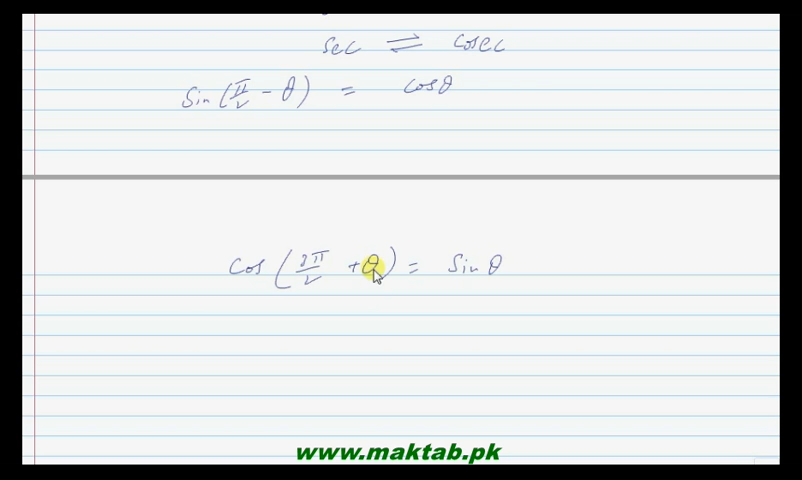 sec ⇌ cosec
Sin (π/2 - θ) = cosθ
Cos (3π/2 + θ) = Sin θ
www.maktab.pk